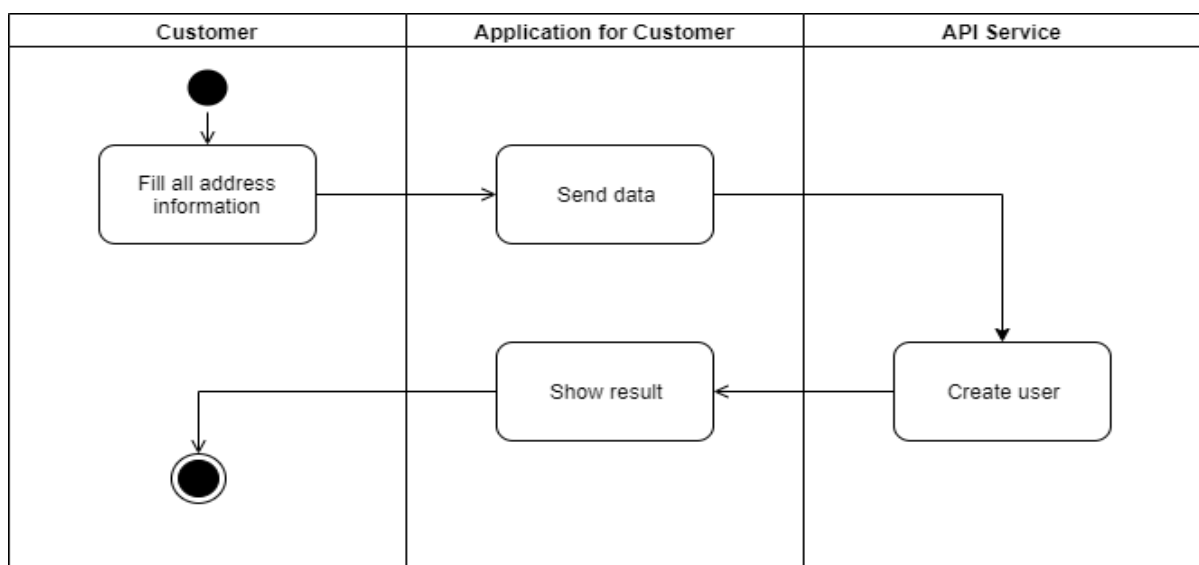 Customer
Application for Customer
API Service
Fill all address
information
Send data
Show result
Create user